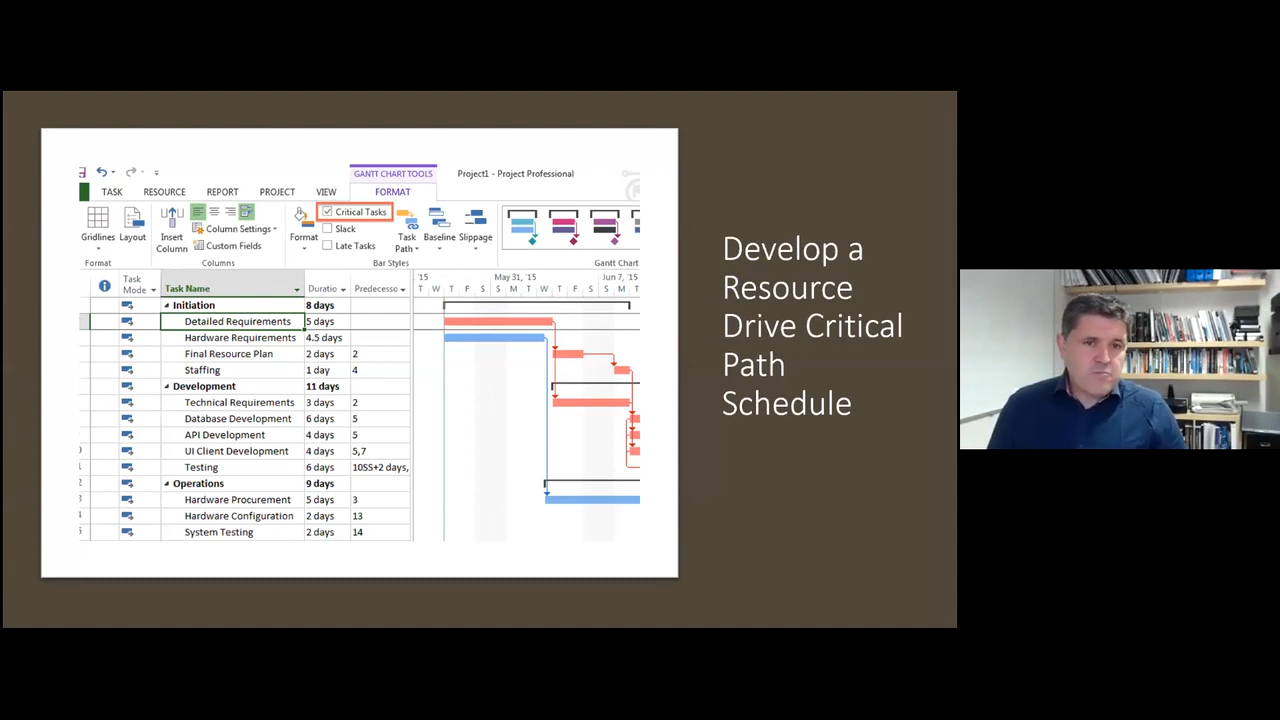 GANTT CHART TOOLS
Project1 - Project Professional
TASK RESOURCE REPORT PROJECT VIEW FORMAT
Critical Tasks
Slack
Late Tasks
Gridlines
Layout
Insert
Column
Column Settings
Custom Fields
Format
Task
Path
Baseline
Slippage
Format
Columns
Bar Styles
Gantt Chart
Task
Mode
Task Name
Duratio
Predecesso
'15
May 31, '15
Jun 7, '15
T W T F S S M T W T F S S M T
Initiation 8 days
Detailed Requirements 5 days
Hardware Requirements 4.5 days
Final Resource Plan 2 days 2
Staffing 1 day 4
Development 11 days
Technical Requirements 3 days 2
Database Development 6 days 5
API Development 4 days 5
0 UI Client Development 4 days 5,7
1 Testing 6 days 10SS+2 days,
2 Operations 9 days
3 Hardware Procurement 5 days 3
4 Hardware Configuration 2 days 13
5 System Testing 2 days 14
Develop a
Resource
Drive Critical
Path
Schedule